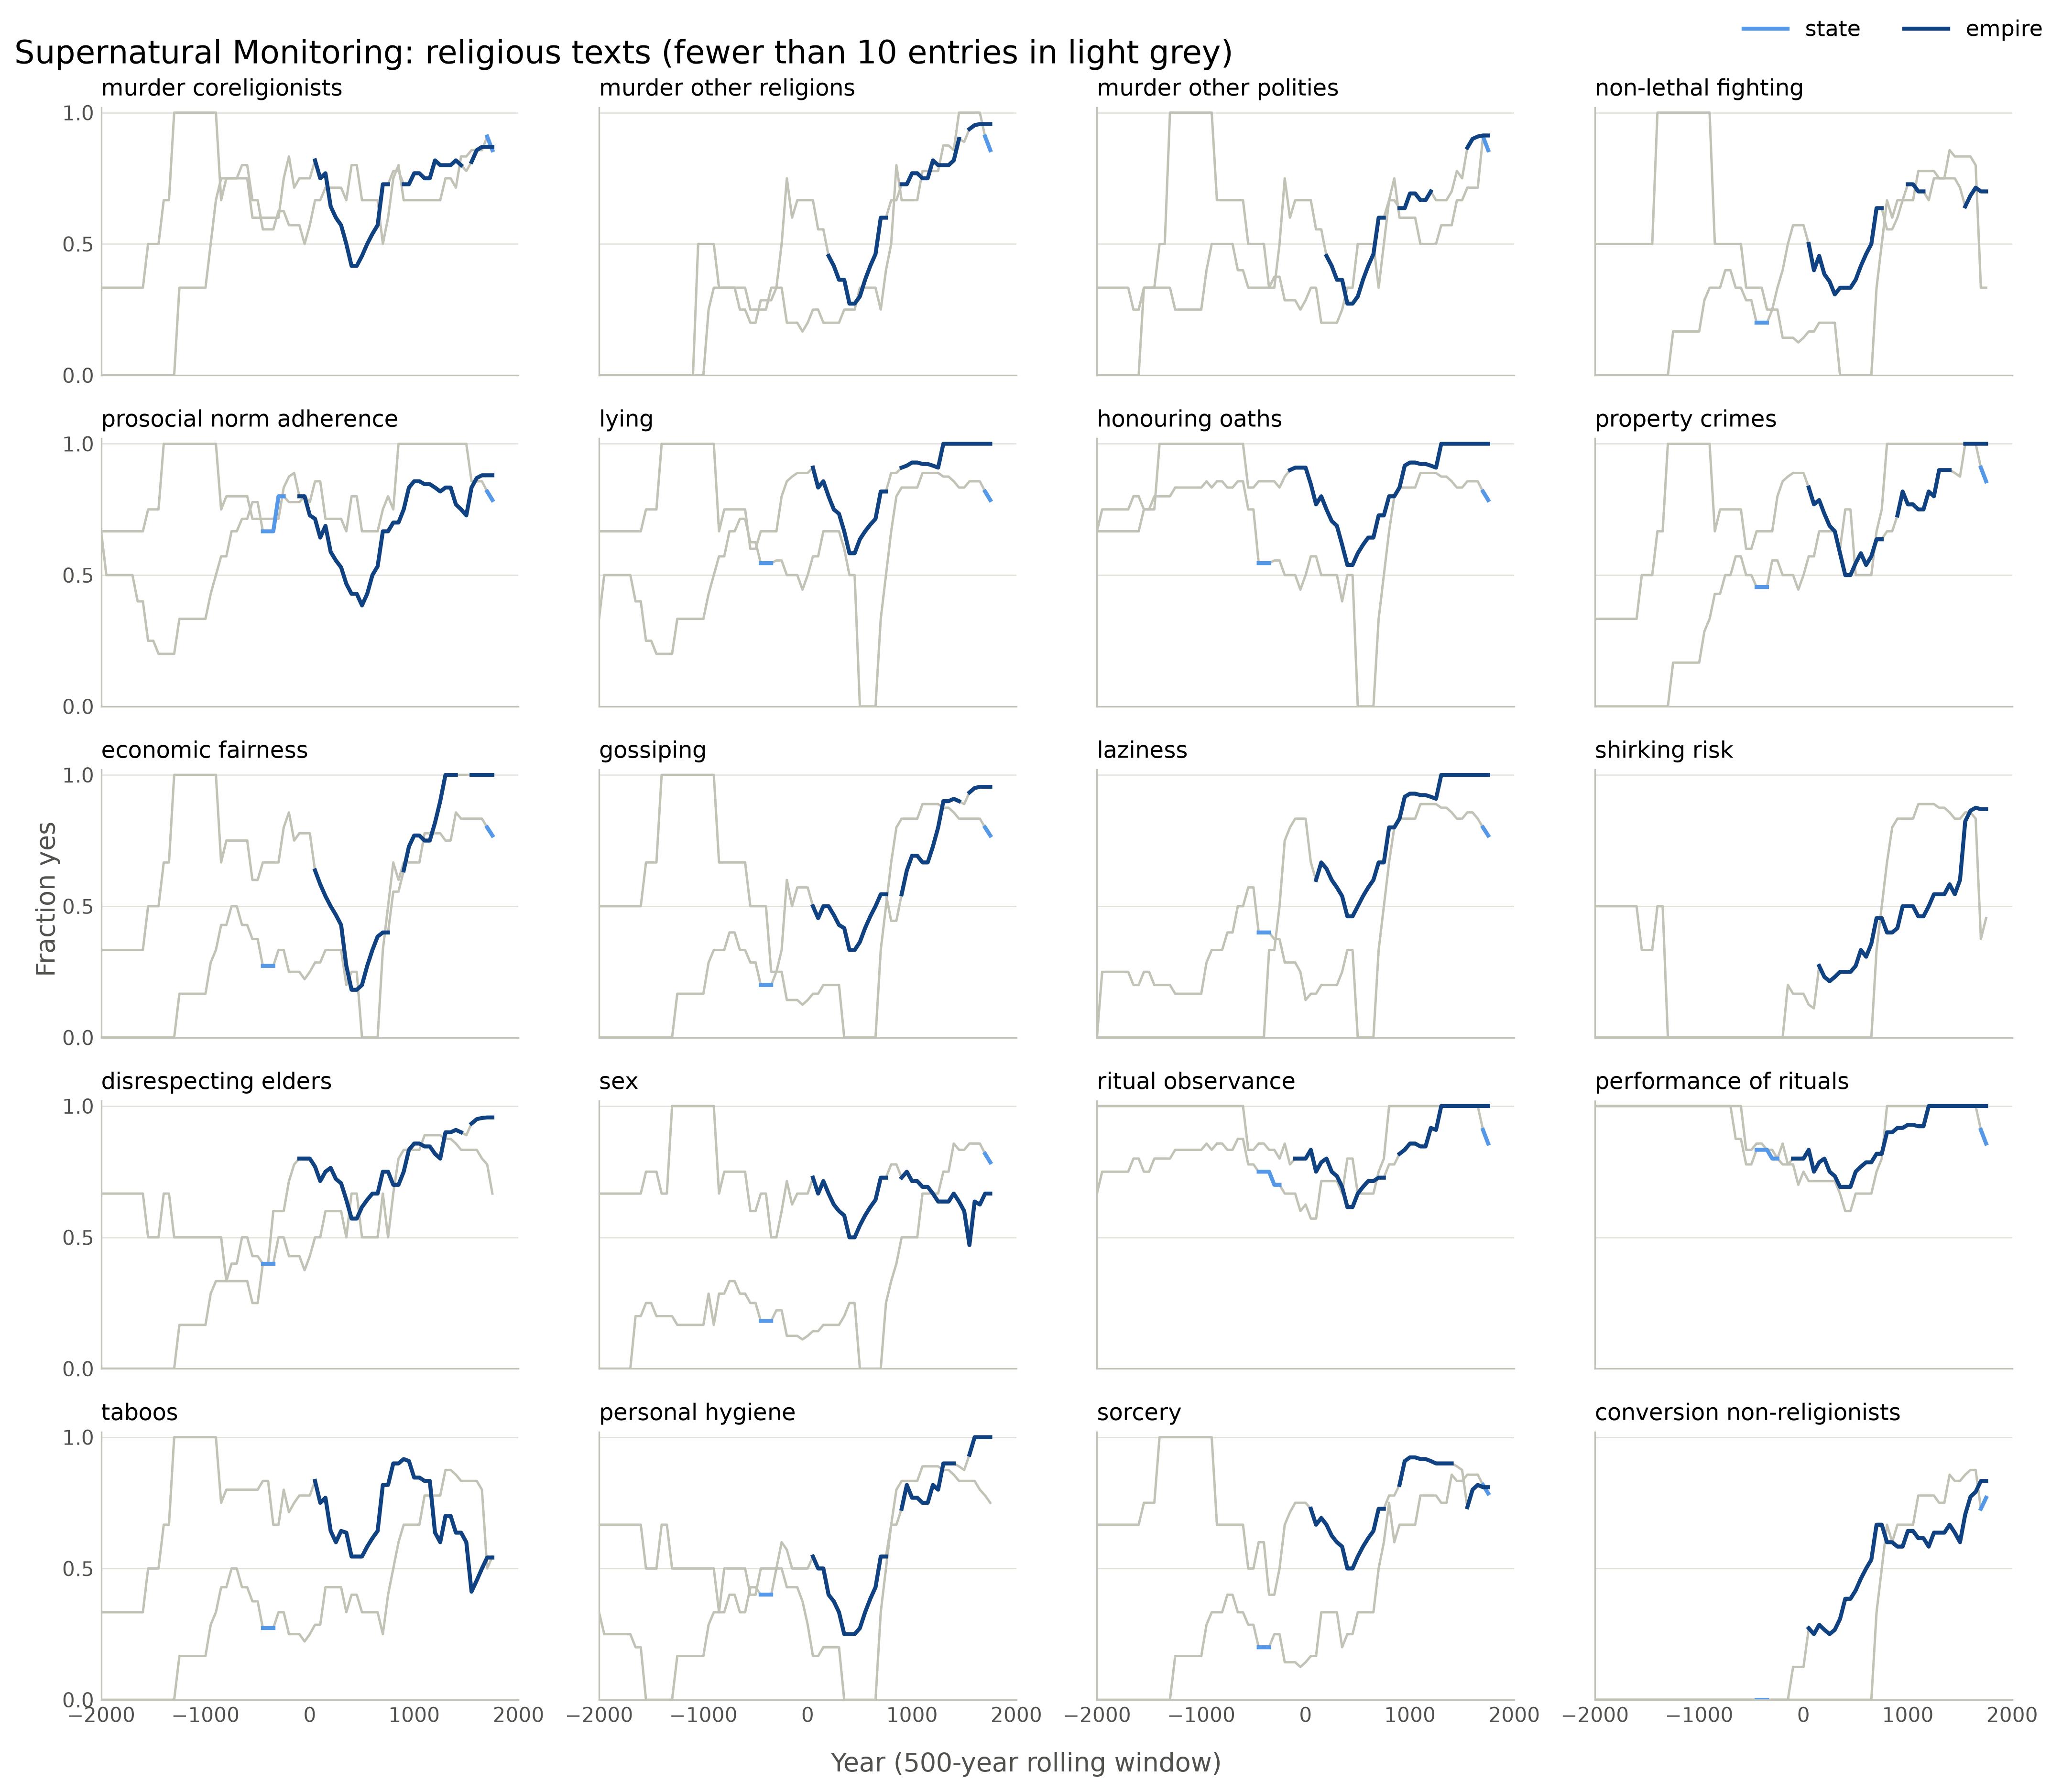 state empire
Supernatural Monitoring: religious texts (fewer than 10 entries in light grey)
murder coreligionists murder other religions murder other polities non-lethal fighting
1.0
0.5
0.0
prosocial norm adherence lying honouring oaths property crimes
1.0
0.5
0.0
economic fairness gossiping laziness shirking risk
1.0
0.5
0.0
Fraction yes
disrespecting elders sex ritual observance performance of rituals
1.0
0.5
0.0
taboos personal hygiene sorcery conversion non-religionists
1.0
0.5
0.0
−2000 −1000 0 1000 2000 −2000 −1000 0 1000 2000 −2000 −1000 0 1000 2000 −2000 −1000 0 1000 2000
Year (500-year rolling window)